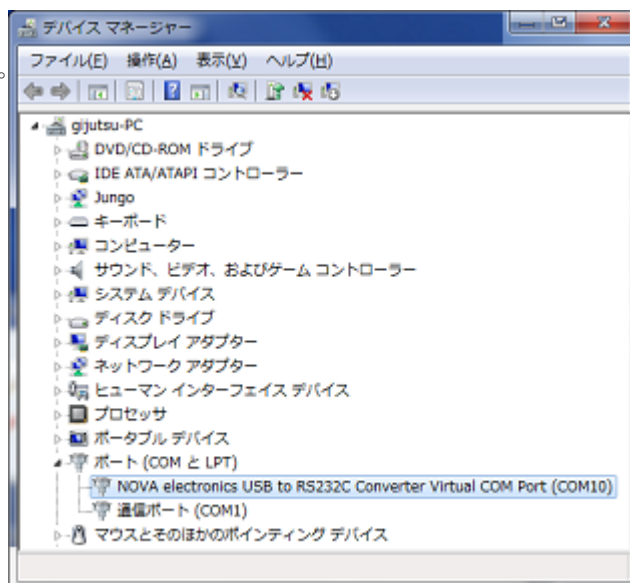 デバイス マネージャー
ファイル(F) 操作(A) 表示(V) ヘルプ(H)
gijutsu-PC
DVD/CD-ROM ドライブ
IDE ATA/ATAPI コントローラー
Jungo
キーボード
コンピューター
サウンド、ビデオ、およびゲーム コントローラー
システム デバイス
ディスク ドライブ
ディスプレイ アダプター
ネットワーク アダプター
ヒューマン インターフェイス デバイス
プロセッサ
ポータブル デバイス
ポート (COM と LPT)
NOVA electronics USB to RS232C Converter Virtual COM Port (COM10)
通信ポート (COM1)
マウスとそのほかのポインティング デバイス